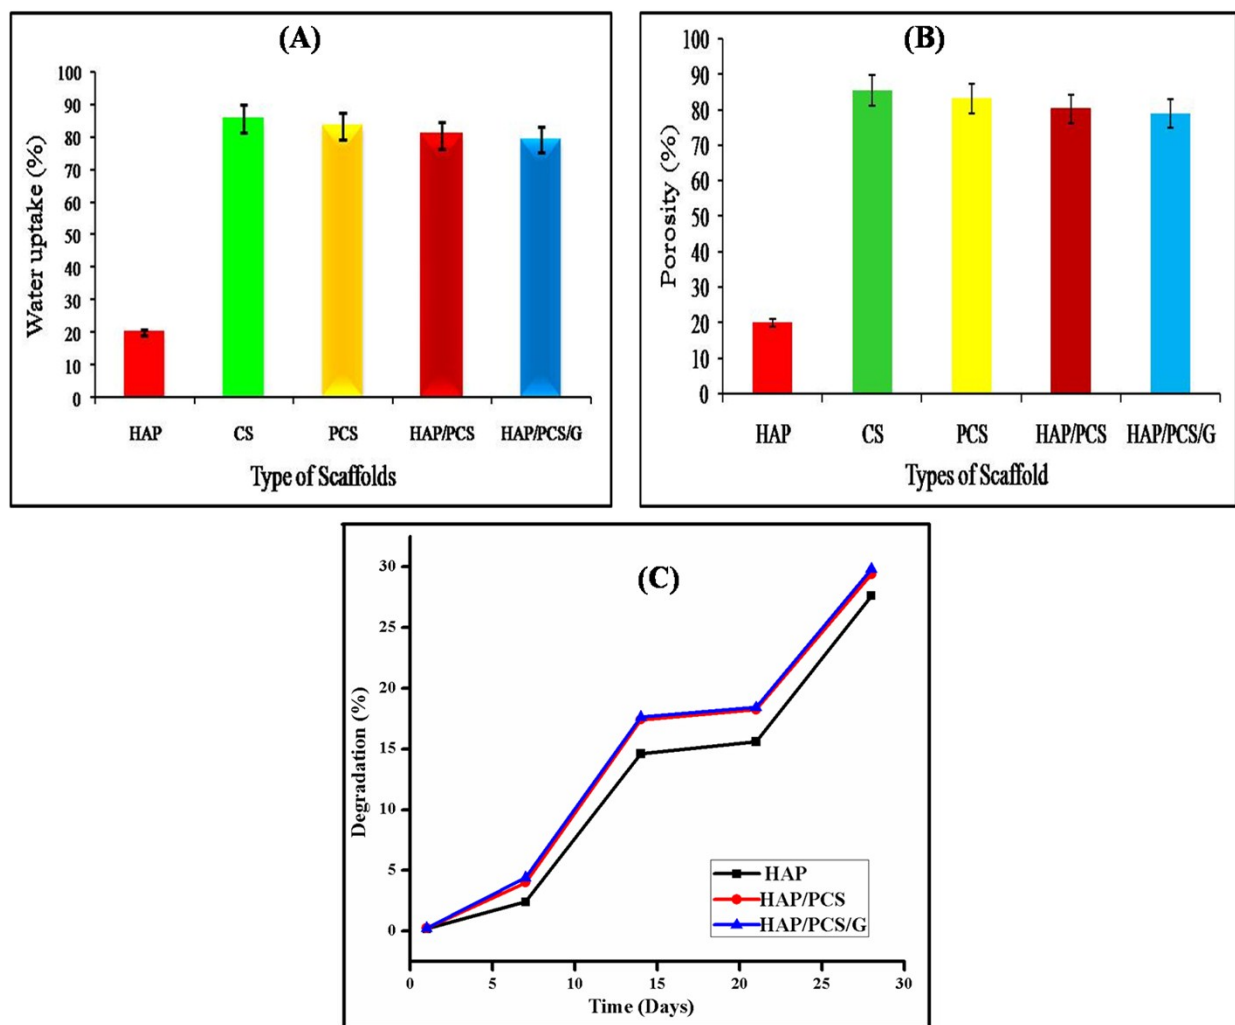 (A)
Water uptake (%)
100
90
80
70
60
50
40
30
20
10
0
HAP CS PCS HAP/PCS HAP/PCS/G
Type of Scaffolds
(B)
Porosity (%)
100
90
80
70
60
50
40
30
20
10
0
HAP CS PCS HAP/PCS HAP/PCS/G
Types of Scaffold
(C)
Degradation (%)
30
25
20
15
10
5
0
HAP
HAP/PCS
HAP/PCS/G
0 5 10 15 20 25 30
Time (Days)